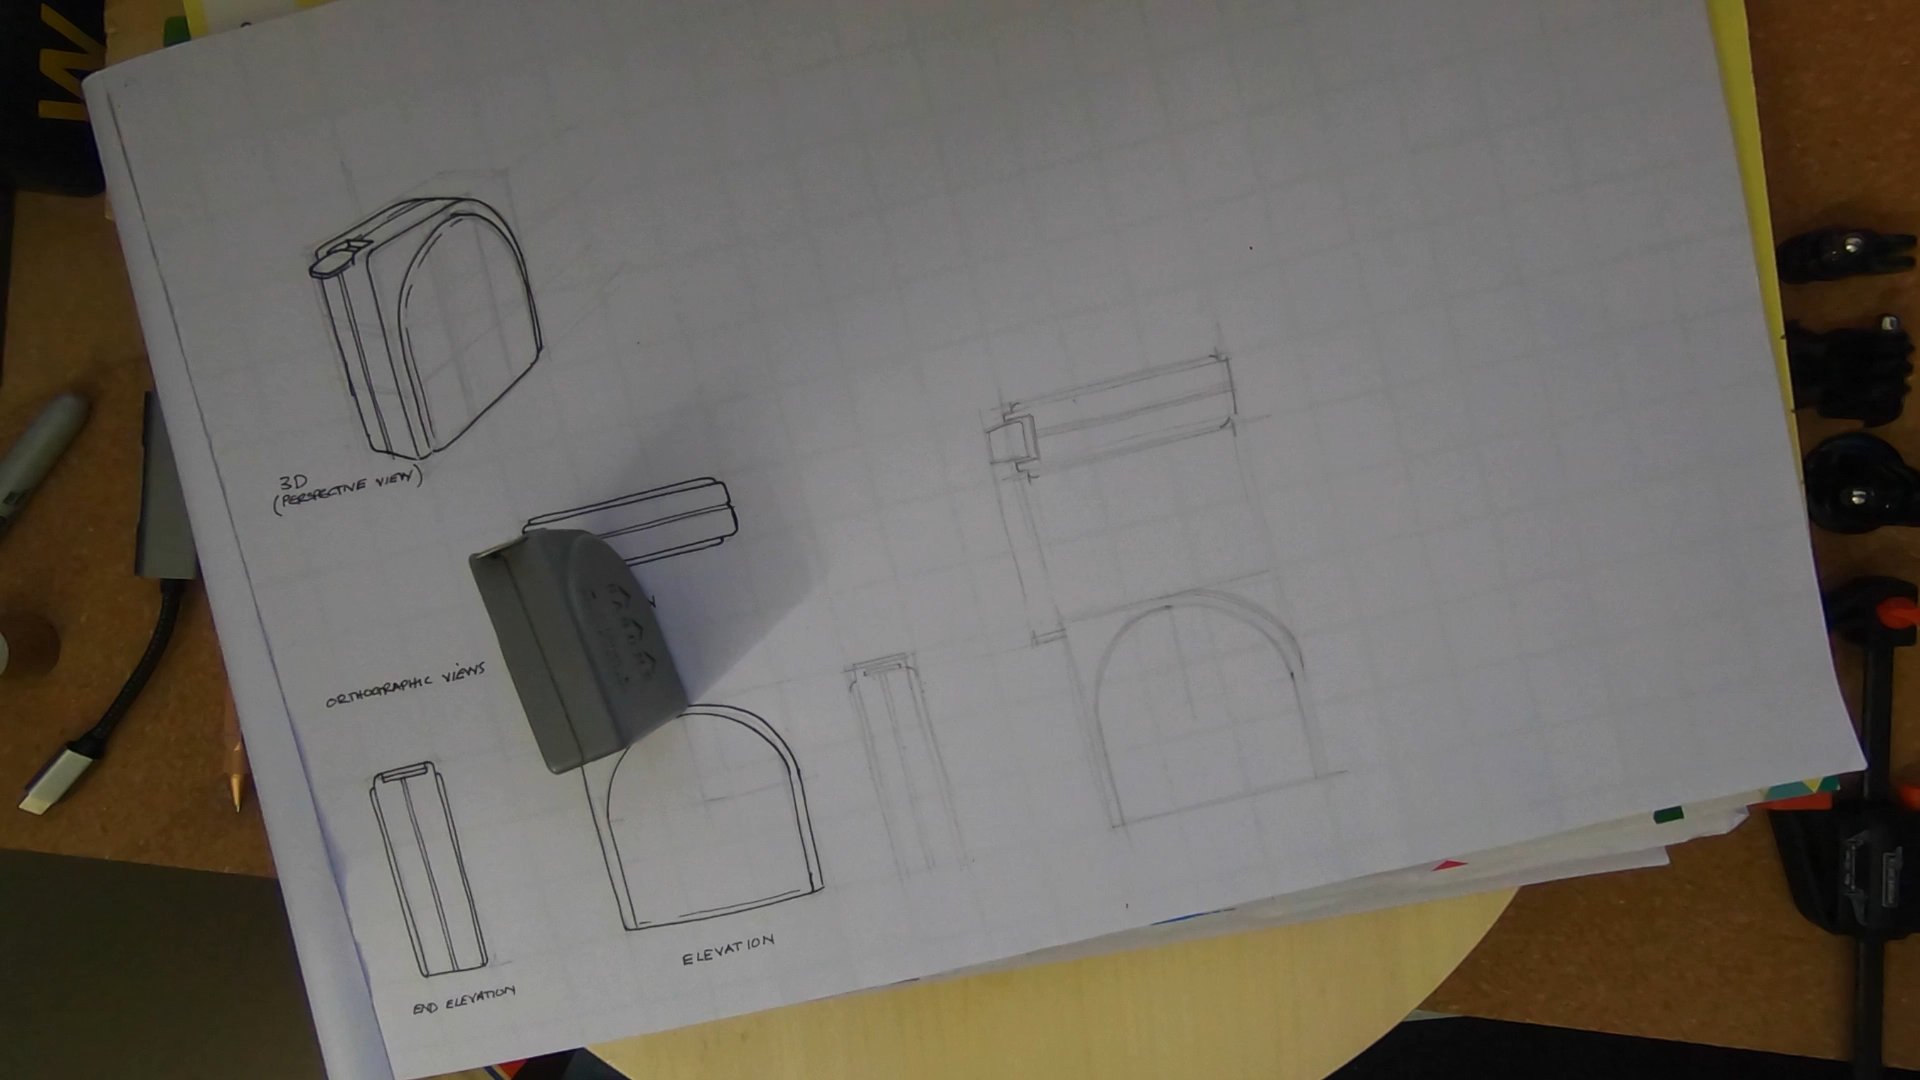 3D
(PERSPECTIVE VIEW)
ORTHOGRAPHIC VIEWS
END ELEVATION
ELEVATION